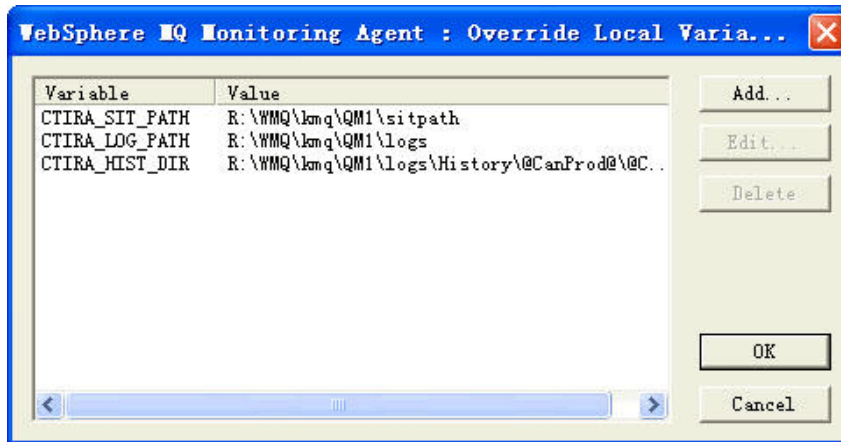 WebSphere MQ Monitoring Agent : Override Local Varia...
Variable Value
CTIRA_SIT_PATH R:\WMQ\kmq\QM1\sitpath
CTIRA_LOG_PATH R:\WMQ\kmq\QM1\logs
CTIRA_HIST_DIR R:\WMQ\kmq\QM1\logs\History\@CanProd@\@C...
Add...
Edit...
Delete
OK
Cancel